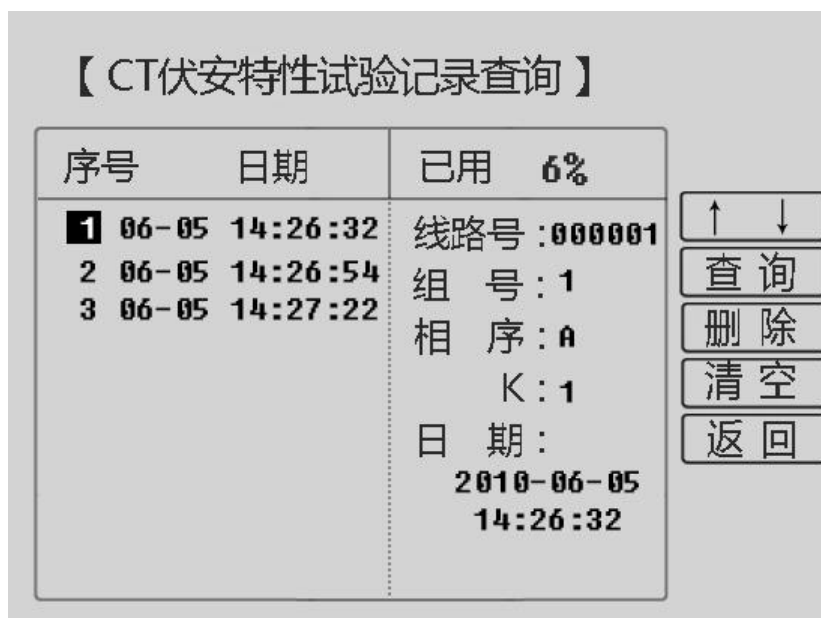 【CT伏安特性试验记录查询】
序号 日期
1 06-05 14:26:32
2 06-05 14:26:54
3 06-05 14:27:22
已用 6%
线路号:000001
组 号:1
相 序:A
K:1
日 期:
2010-06-05
14:26:32
↑ ↓
查 询
删 除
清 空
返 回